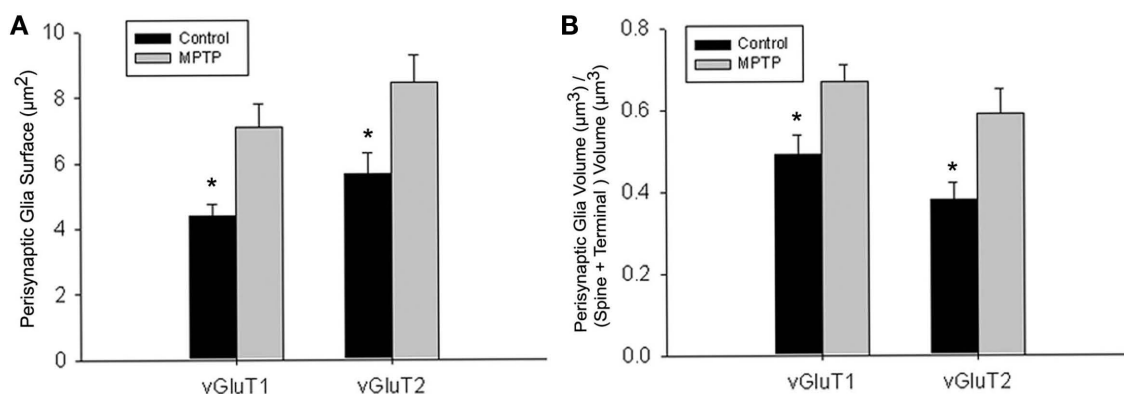 A
Perisynaptic Glia Surface (μm²)
10
8
6
4
2
0
Control
MPTP
*
*
vGluT1
vGluT2
B
Perisynaptic Glia Volume (μm³) /
(Spine + Terminal ) Volume (μm³)
0.8
0.6
0.4
0.2
0.0
Control
MPTP
*
*
vGluT1
vGluT2